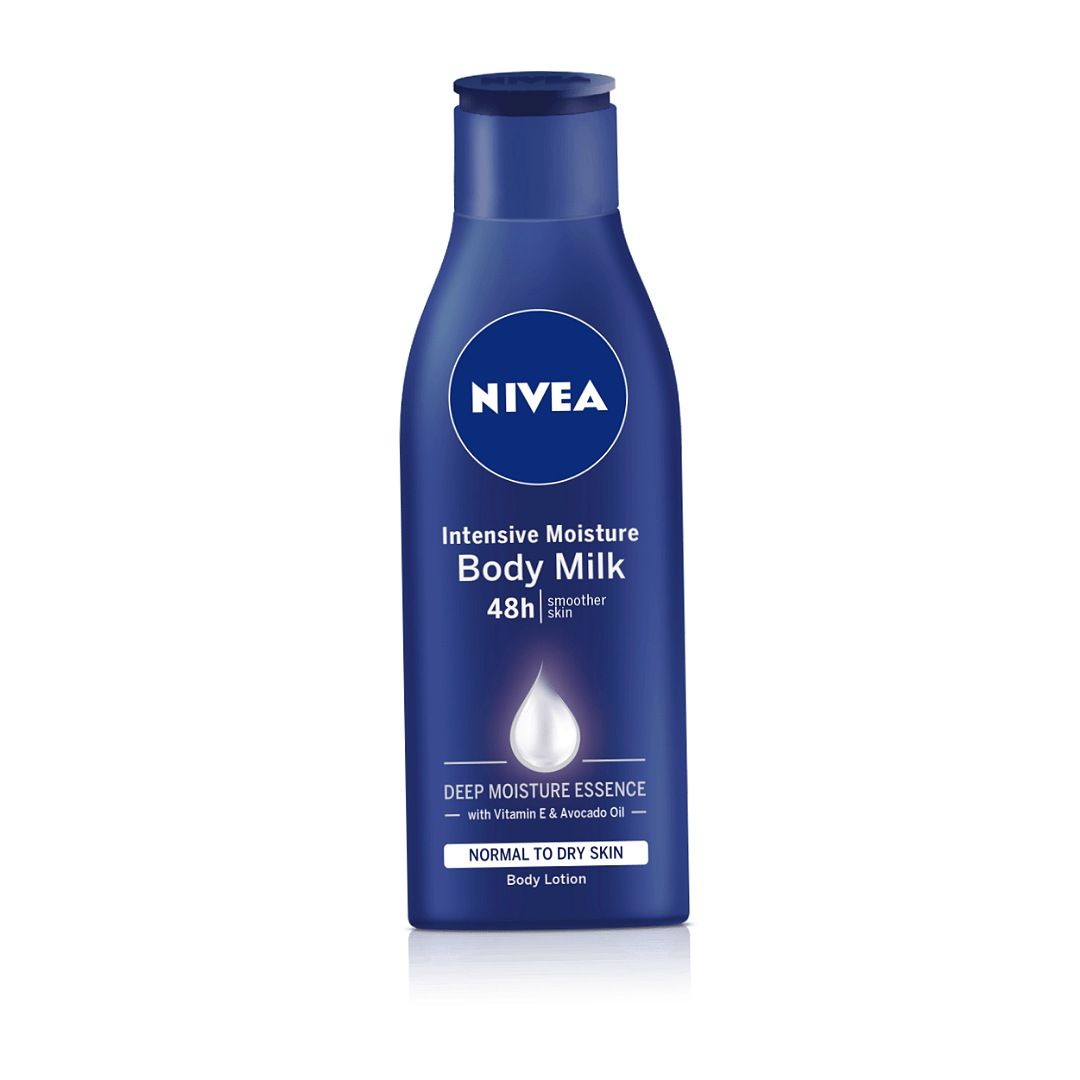 NIVEA
NIVEA
Intensive Moisture
Body Milk
48h smoother
skin
DEEP MOISTURE ESSENCE
with Vitamin E & Avocado Oil
NORMAL TO DRY SKIN
Body Lotion